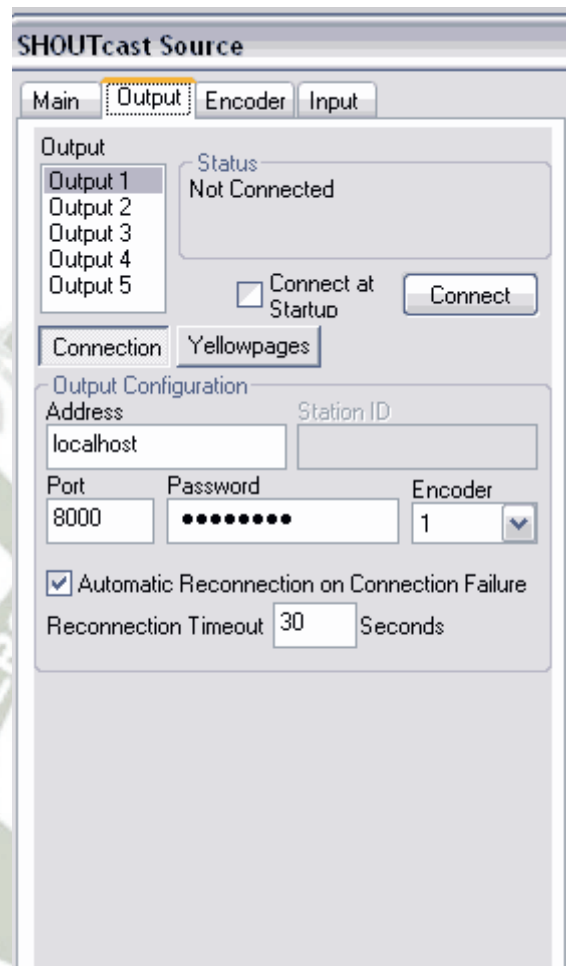 SHOUTcast Source
Main Output Encoder Input
Output
Output 1
Output 2
Output 3
Output 4
Output 5
Status
Not Connected
Connect at
Startup
Connect
Connection Yellowpages
Output Configuration
Address Station ID
localhost
Port Password Encoder
8000 •••••••• 1
Automatic Reconnection on Connection Failure
Reconnection Timeout 30 Seconds